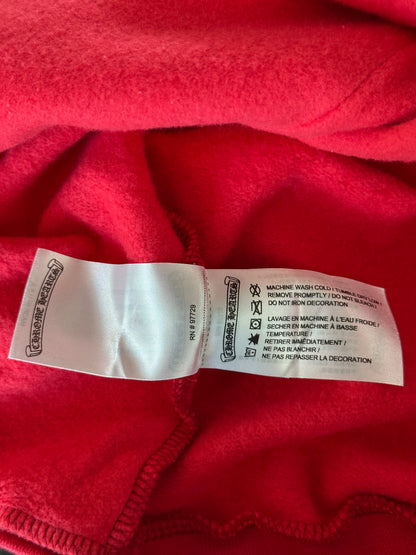 CHROME HEARTS
RN # 97729
CHROME HEARTS
MACHINE WASH COLD / TUMBLE DRY LOW /
REMOVE PROMPTLY / DO NOT BLEACH /
DO NOT IRON DECORATION
LAVAGE EN MACHINE À L'EAU FROIDE /
SECHER EN MACHINE À BASSE
TEMPERATURE /
RETIRER IMMÉDIATEMENT /
NE PAS BLANCHIR /
NE PAS REPASSER LA DECORATION